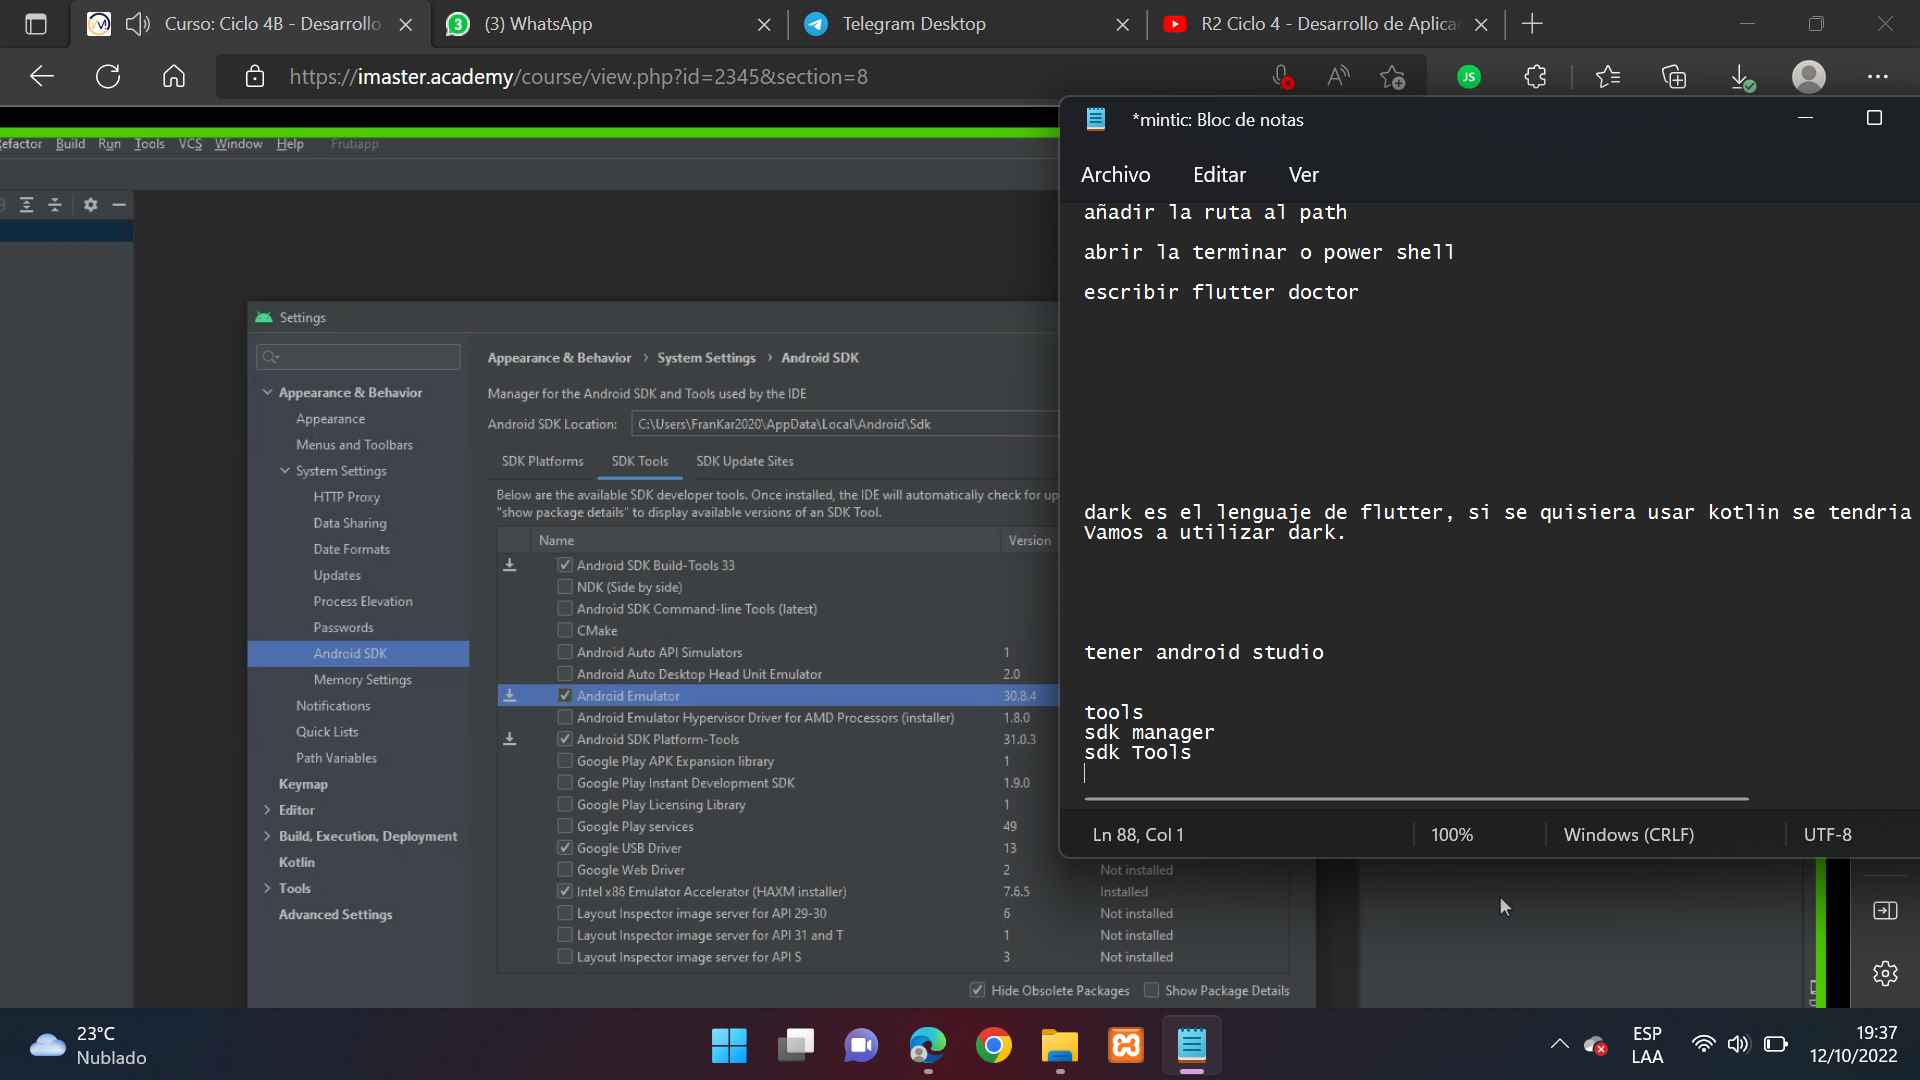 Curso: Ciclo 4B - Desarrollo
(3) WhatsApp
Telegram Desktop
R2 Ciclo 4 - Desarrollo de Aplica
https://imaster.academy/course/view.php?id=2345&section=8
JS
efactor Build Run Tools VCS Window Help Frutiapp
*mintic: Bloc de notas
Archivo Editar Ver
añadir la ruta al path
abrir la terminar o power shell
escribir flutter doctor
dark es el lenguaje de flutter, si se quisiera usar kotlin se tendria
Vamos a utilizar dark.
tener android studio
tools
sdk manager
sdk Tools
Ln 88, Col 1 100% Windows (CRLF) UTF-8
Settings
Appearance & Behavior
Appearance
Menus and Toolbars
System Settings
HTTP Proxy
Data Sharing
Date Formats
Updates
Process Elevation
Passwords
Android SDK
Memory Settings
Notifications
Quick Lists
Path Variables
Keymap
Editor
Build, Execution, Deployment
Kotlin
Tools
Advanced Settings
Appearance & Behavior › System Settings › Android SDK
Manager for the Android SDK and Tools used by the IDE
Android SDK Location: C:\Users\FranKar2020\AppData\Local\Android\Sdk
SDK Platforms SDK Tools SDK Update Sites
Below are the available SDK developer tools. Once installed, the IDE will automatically check for up
"show package details" to display available versions of an SDK Tool.
Name Version
Android SDK Build-Tools 33
NDK (Side by side)
Android SDK Command-line Tools (latest)
CMake
Android Auto API Simulators 1
Android Auto Desktop Head Unit Emulator 2.0
Android Emulator 30.8.4
Android Emulator Hypervisor Driver for AMD Processors (installer) 1.8.0
Android SDK Platform-Tools 31.0.3
Google Play APK Expansion library 1
Google Play Instant Development SDK 1.9.0
Google Play Licensing Library 1
Google Play services 49
Google USB Driver 13
Google Web Driver 2 Not installed
Intel x86 Emulator Accelerator (HAXM installer) 7.6.5 Installed
Layout Inspector image server for API 29-30 6 Not installed
Layout Inspector image server for API 31 and T 1 Not installed
Layout Inspector image server for API S 3 Not installed
Hide Obsolete Packages Show Package Details
23°C
Nublado
ESP
LAA
19:37
12/10/2022